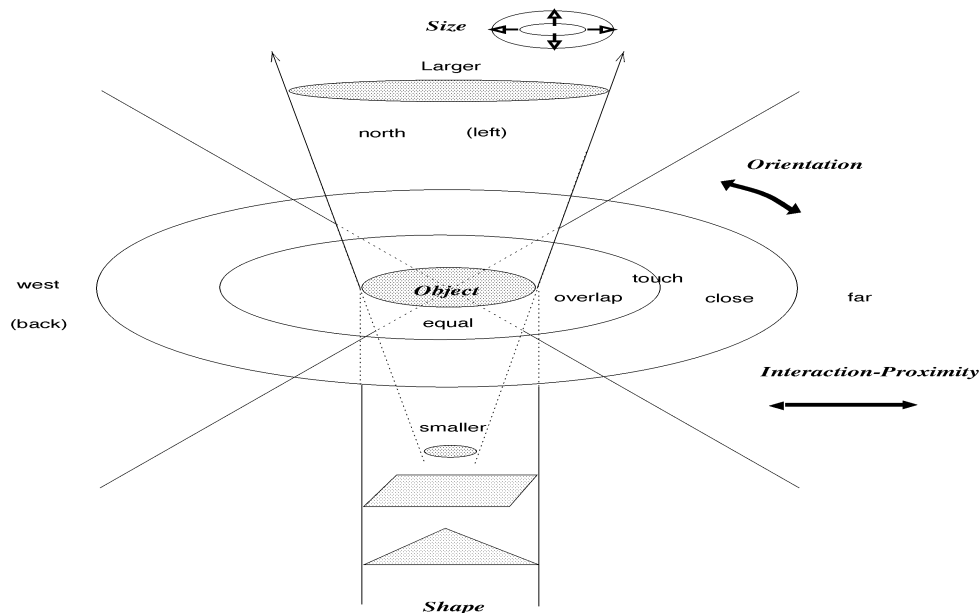 Size
Larger
north (left)
Orientation
west
Object
touch
overlap
close
far
(back)
equal
Interaction-Proximity
smaller
Shape